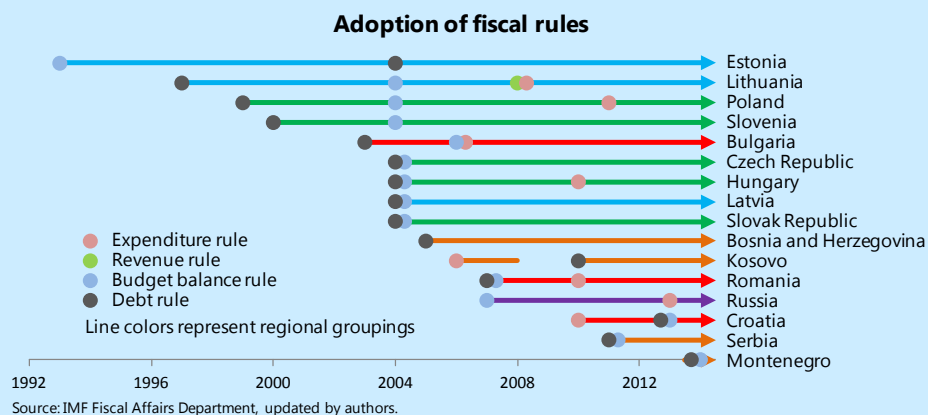 Adoption of fiscal rules
Estonia
Lithuania
Poland
Slovenia
Bulgaria
Czech Republic
Hungary
Latvia
Slovak Republic
Bosnia and Herzegovina
Kosovo
Romania
Russia
Croatia
Serbia
Montenegro
Expenditure rule
Revenue rule
Budget balance rule
Debt rule
Line colors represent regional groupings
1992 1996 2000 2004 2008 2012
Source: IMF Fiscal Affairs Department, updated by authors.